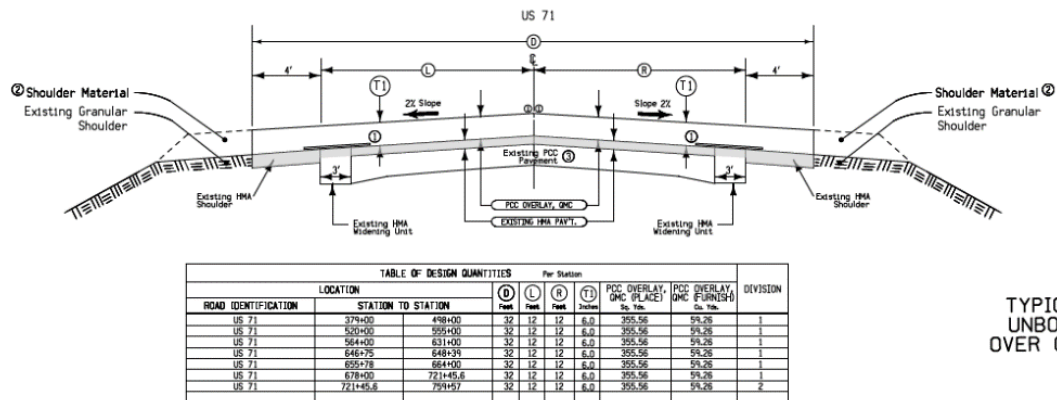 US 71
D
℄
4'
L
R
4'
② Shoulder Material
Existing Granular
Shoulder
T1
2% Slope
Slope 2%
T1
Shoulder Material ②
Existing Granular
Shoulder
①
①
Existing PCC
Pavement ③
3'
3'
Existing HMA
Shoulder
Existing HMA
Widening Unit
PCC OVERLAY, QMC
EXISTING HMA PAV'T.
Existing HMA
Widening Unit
Existing HMA
Shoulder
TABLE OF DESIGN QUANTITIES Per Station
LOCATION D L R T1 PCC OVERLAY, QMC (PLACE) PCC OVERLAY, QMC (FURNISH) DIVISION
ROAD IDENTIFICATION STATION TO STATION Feet Feet Feet Inches Sq. Yds. Cu. Yds.
US 71 379+00 498+00 32 12 12 6.0 355.56 59.26 1
US 71 520+00 555+00 32 12 12 6.0 355.56 59.26 1
US 71 564+00 631+00 32 12 12 6.0 355.56 59.26 1
US 71 646+75 648+39 32 12 12 6.0 355.56 59.26 1
US 71 655+78 664+00 32 12 12 6.0 355.56 59.26 1
US 71 678+00 721+45.6 32 12 12 6.0 355.56 59.26 1
US 71 721+45.6 759+57 32 12 12 6.0 355.56 59.26 2
TYPIC
UNBO
OVER